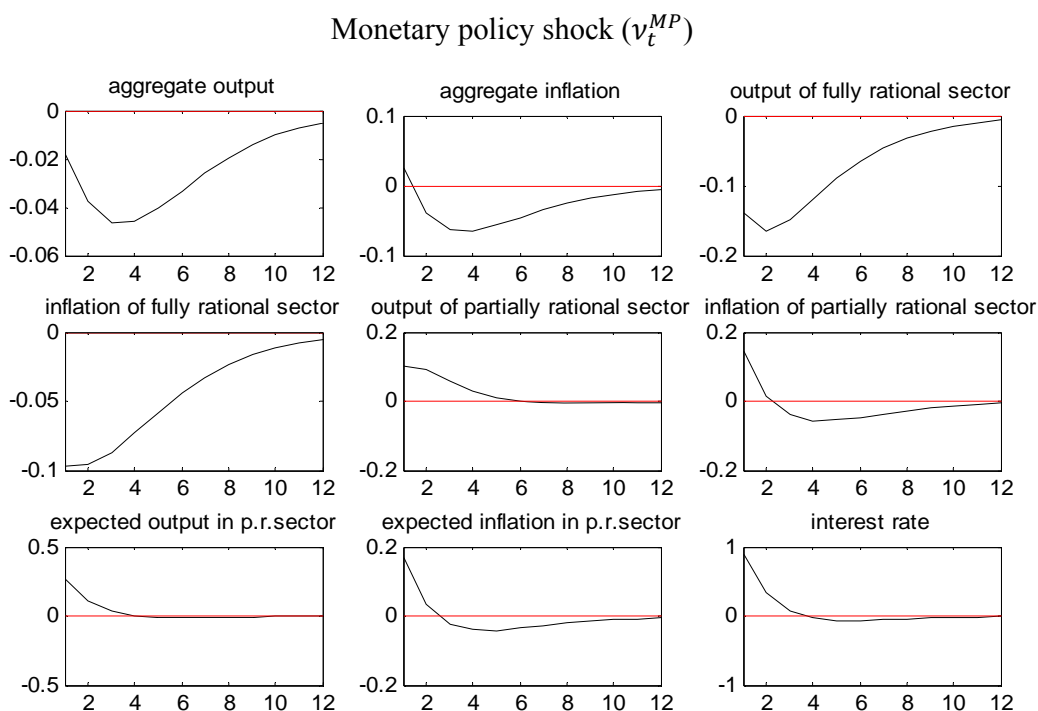 Monetary policy shock (𝜈ₜᴹᴾ)
aggregate output
aggregate inflation
output of fully rational sector
0
-0.02
-0.04
-0.06
2 4 6 8 10 12
0.1
0
-0.1
2 4 6 8 10 12
0
-0.1
-0.2
2 4 6 8 10 12
inflation of fully rational sector
output of partially rational sector
inflation of partially rational sector
0
-0.05
-0.1
2 4 6 8 10 12
0.2
0
-0.2
2 4 6 8 10 12
0.2
0
-0.2
2 4 6 8 10 12
expected output in p.r.sector
expected inflation in p.r.sector
interest rate
0.5
0
-0.5
2 4 6 8 10 12
0.2
0
-0.2
2 4 6 8 10 12
1
0
-1
2 4 6 8 10 12